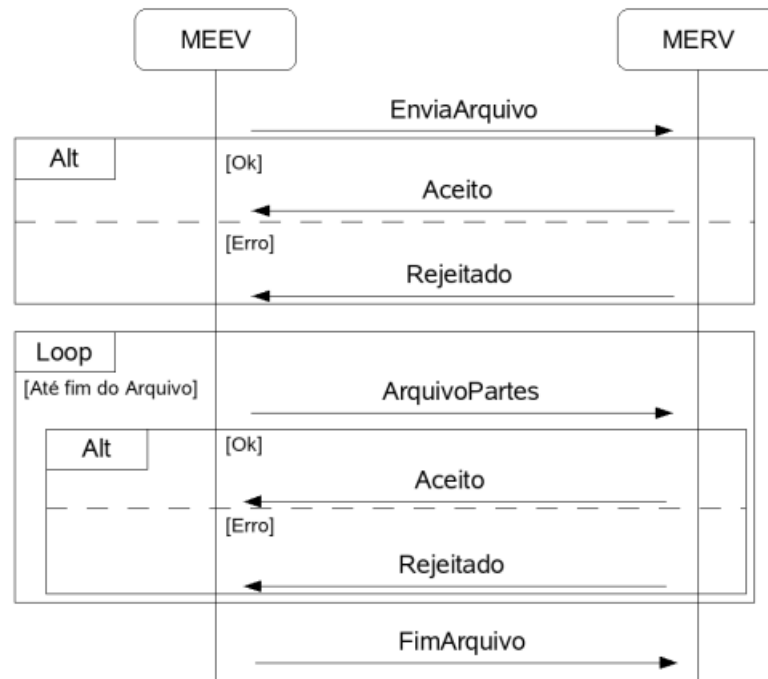 MEEV
MERV
EnviaArquivo
Alt
[Ok]
Aceito
[Erro]
Rejeitado
Loop
[Até fim do Arquivo]
ArquivoPartes
Alt
[Ok]
Aceito
[Erro]
Rejeitado
FimArquivo